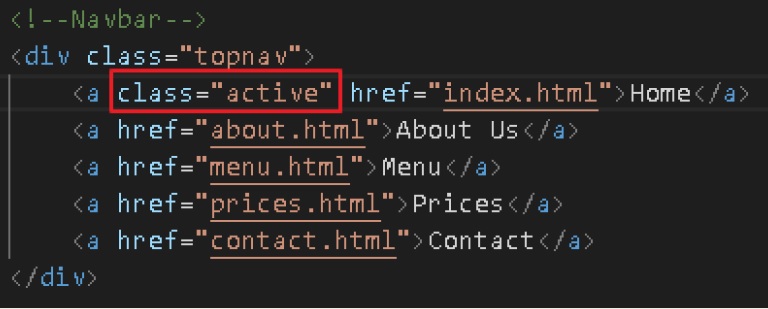 <!--Navbar-->
<div class="topnav">
<a class="active" href="index.html">Home</a>
<a href="about.html">About Us</a>
<a href="menu.html">Menu</a>
<a href="prices.html">Prices</a>
<a href="contact.html">Contact</a>
</div>